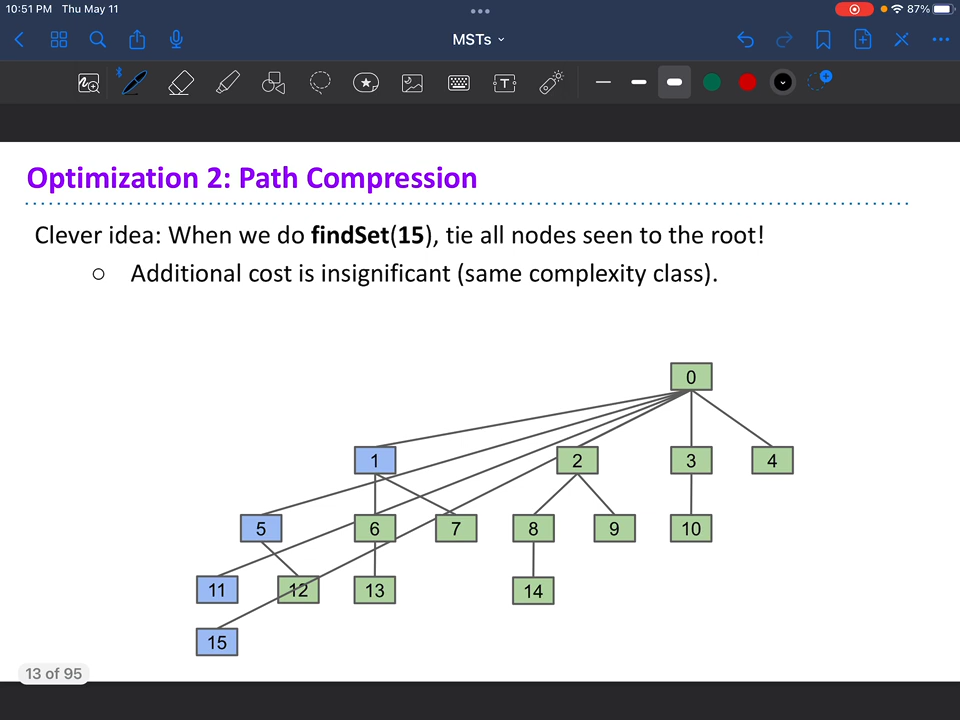 10:51 PM Thu May 11
87%
MSTs
Optimization 2: Path Compression
Clever idea: When we do findSet(15), tie all nodes seen to the root!
○ Additional cost is insignificant (same complexity class).
0
1 2 3 4
5 6 7 8 9 10
11 12 13 14
15
13 of 95